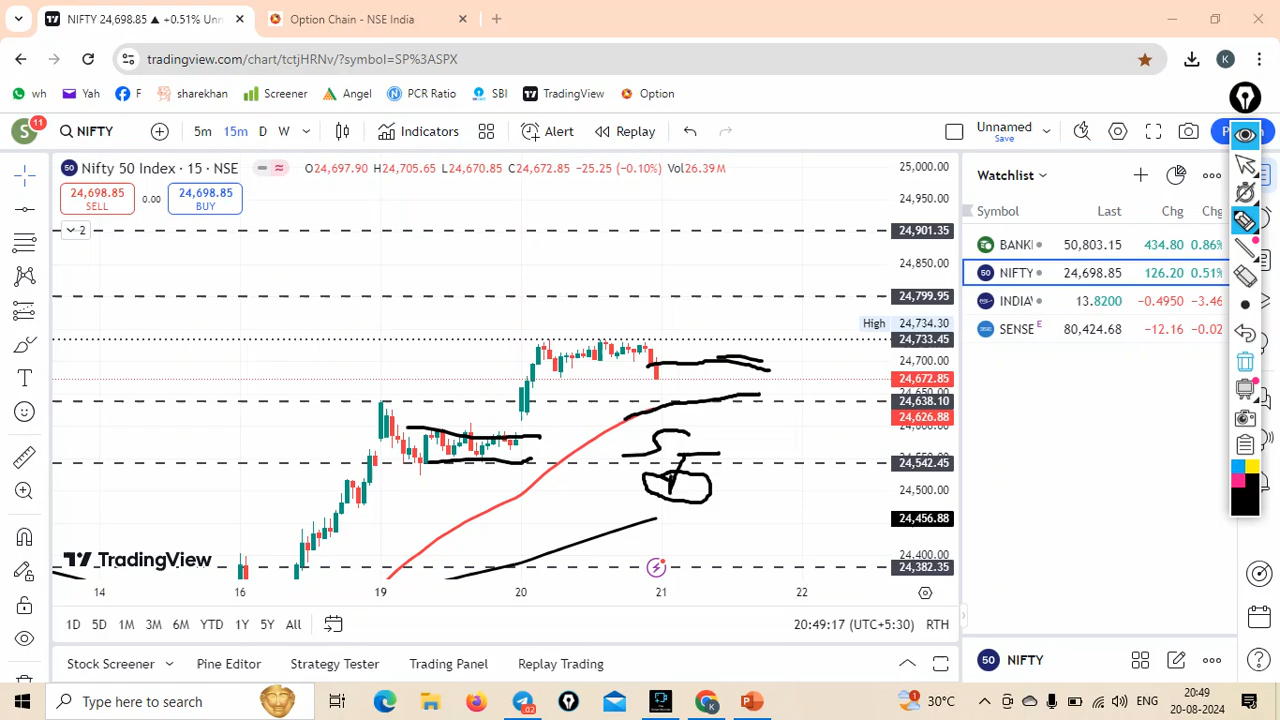 NIFTY 24,698.85 ▲ +0.51% Unn
Option Chain - NSE India
tradingview.com/chart/tctjHRNv/?symbol=SP%3ASPX
K
wh
Yah
F
sharekhan
Screener
Angel
PCR Ratio
SBI
TradingView
Option
S
11
NIFTY
5m
15m
D
W
Indicators
Alert
Replay
Unnamed
Save
P
50 Nifty 50 Index · 15 · NSE
O24,697.90 H24,705.65 L24,670.85 C24,672.85 -25.25 (-0.10%) Vol26.39 M
24,698.85
SELL
0.00
24,698.85
BUY
2
25,000.00
24,950.00
24,901.35
24,850.00
24,799.95
High 24,734.30
24,733.45
24,700.00
24,672.85
24,638.10
24,626.88
24,542.45
24,500.00
24,456.88
24,400.00
24,382.35
TradingView
14
16
19
20
21
22
1D
5D
1M
3M
6M
YTD
1Y
5Y
All
20:49:17 (UTC+5:30)
RTH
Stock Screener
Pine Editor
Strategy Tester
Trading Panel
Replay Trading
Watchlist
Symbol
Last
Chg
Chg
BANKI 50,803.15 434.80 0.86%
50 NIFTY 24,698.85 126.20 0.51%
INDIA 13.8200 -0.4950 -3.46
SENSE E 80,424.68 -12.16 -0.02
50 NIFTY
Type here to search
30°C
ENG
20:49
20-08-2024